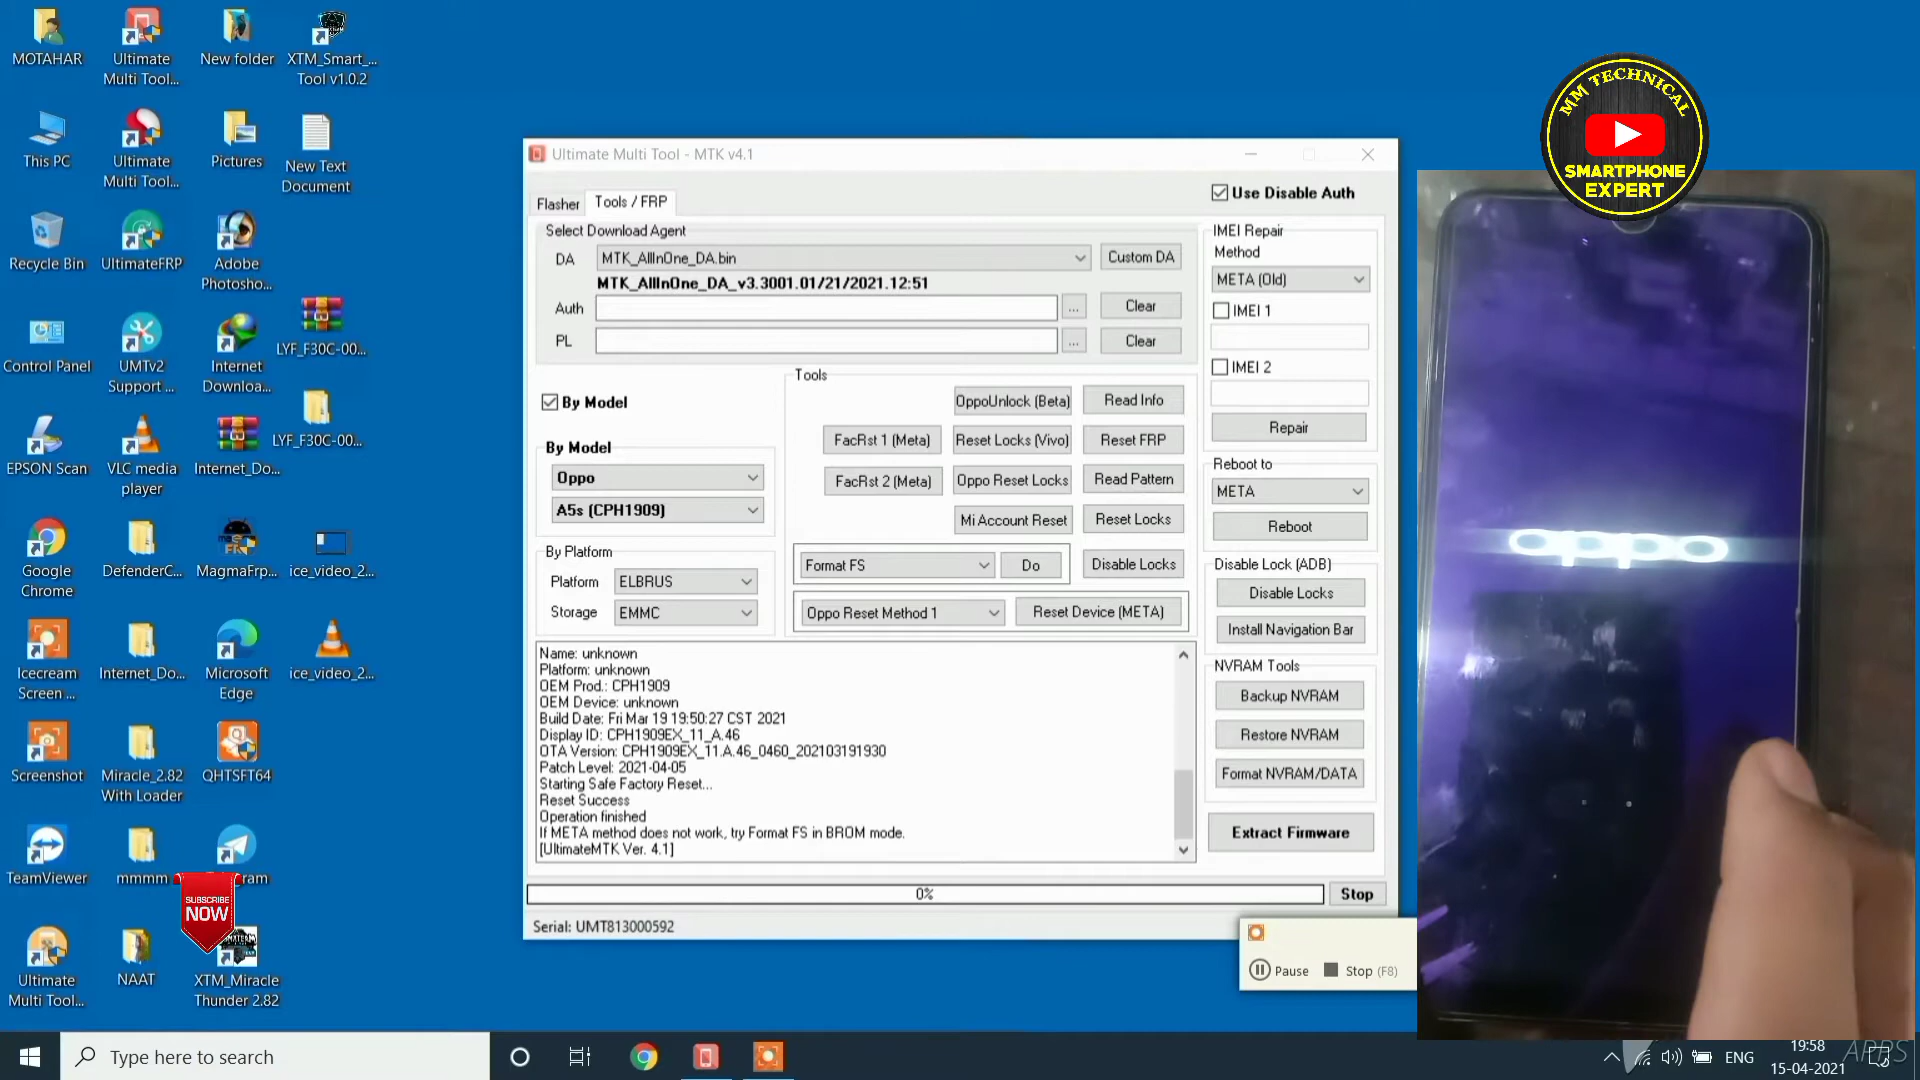 MOTAHAR
Ultimate
Multi Tool...
New folder
XTM_Smart_...
Tool v1.0.2
This PC
Ultimate
Multi Tool...
Pictures
New Text
Document
Recycle Bin
UltimateFRP
Adobe
Photosho...
Control Panel
UMTv2
Support ...
Internet
Downloa...
LYF_F30C-00...
EPSON Scan
VLC media
player
Internet_Do...
LYF_F30C-00...
Google
Chrome
DefenderC...
MagmaFrp...
ice_video_2...
Icecream
Screen ...
Internet_Do...
Microsoft
Edge
ice_video_2...
Screenshot
Miracle_2.82
With Loader
QHTSFT64
TeamViewer
mmmm
SUBSCRIBE
NOW
Ultimate
Multi Tool...
NAAT
XTM_Miracle
Thunder 2.82
Ultimate Multi Tool - MTK v4.1
Flasher
Tools / FRP
Use Disable Auth
Select Download Agent
DA
MTK_AllInOne_DA.bin
Custom DA
MTK_AllInOne_DA_v3.3001.01/21/2021.12:51
Auth
...
Clear
PL
...
Clear
By Model
By Model
Oppo
A5s (CPH1909)
By Platform
Platform
ELBRUS
Storage
EMMC
Tools
OppoUnlock (Beta)
Read Info
FacRst 1 (Meta)
Reset Locks (Vivo)
Reset FRP
FacRst 2 (Meta)
Oppo Reset Locks
Read Pattern
Mi Account Reset
Reset Locks
Format FS
Do
Disable Locks
Oppo Reset Method 1
Reset Device (META)
IMEI Repair
Method
META (Old)
IMEI 1
IMEI 2
Repair
Reboot to
META
Reboot
Disable Lock (ADB)
Disable Locks
Install Navigation Bar
NVRAM Tools
Backup NVRAM
Restore NVRAM
Format NVRAM/DATA
Extract Firmware
Name: unknown
Platform: unknown
OEM Prod.: CPH1909
OEM Device: unknown
Build Date: Fri Mar 19 19:50:27 CST 2021
Display ID: CPH1909EX_11_A.46
OTA Version: CPH1909EX_11.A.46_0460_202103191930
Patch Level: 2021-04-05
Starting Safe Factory Reset...
Reset Success
Operation finished
If META method does not work, try Format FS in BROM mode.
[UltimateMTK Ver. 4.1]
0%
Stop
Serial: UMT813000592
Pause
Stop (F8)
MM TECHNICAL
SMARTPHONE
EXPERT
oppo
Type here to search
ENG
19:58
15-04-2021
APPS